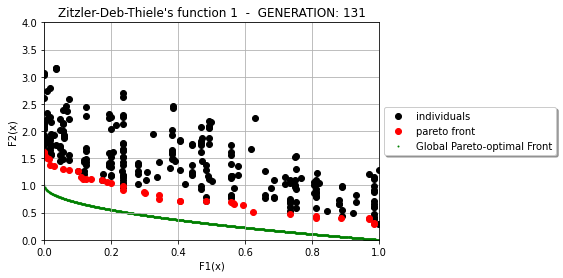 Zitzler-Deb-Thiele's function 1 - GENERATION: 131
4.0
3.5
3.0
2.5
2.0
1.5
1.0
0.5
0.0
F2(x)
0.0 0.2 0.4 0.6 0.8 1.0
F1(x)
individuals
pareto front
Global Pareto-optimal Front